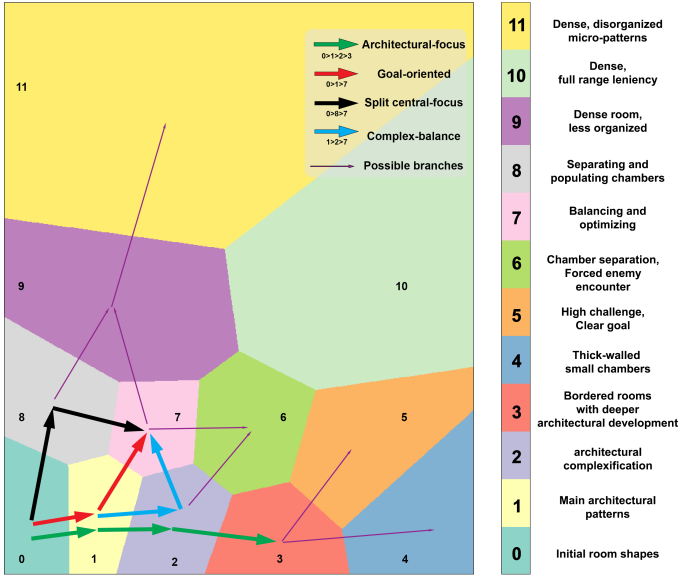 Architectural-focus
0>1>2>3
Goal-oriented
0>1>7
Split central-focus
0>8>7
Complex-balance
1>2>7
Possible branches
11
9
10
8
7
6
5
0
1
2
3
4
11
Dense, disorganized
micro-patterns
10
Dense,
full range leniency
9
Dense room,
less organized
8
Separating and
populating chambers
7
Balancing and
optimizing
6
Chamber separation,
Forced enemy
encounter
5
High challenge,
Clear goal
4
Thick-walled
small chambers
3
Bordered rooms
with deeper
architectural development
2
architectural
complexification
1
Main architectural
patterns
0
Initial room shapes